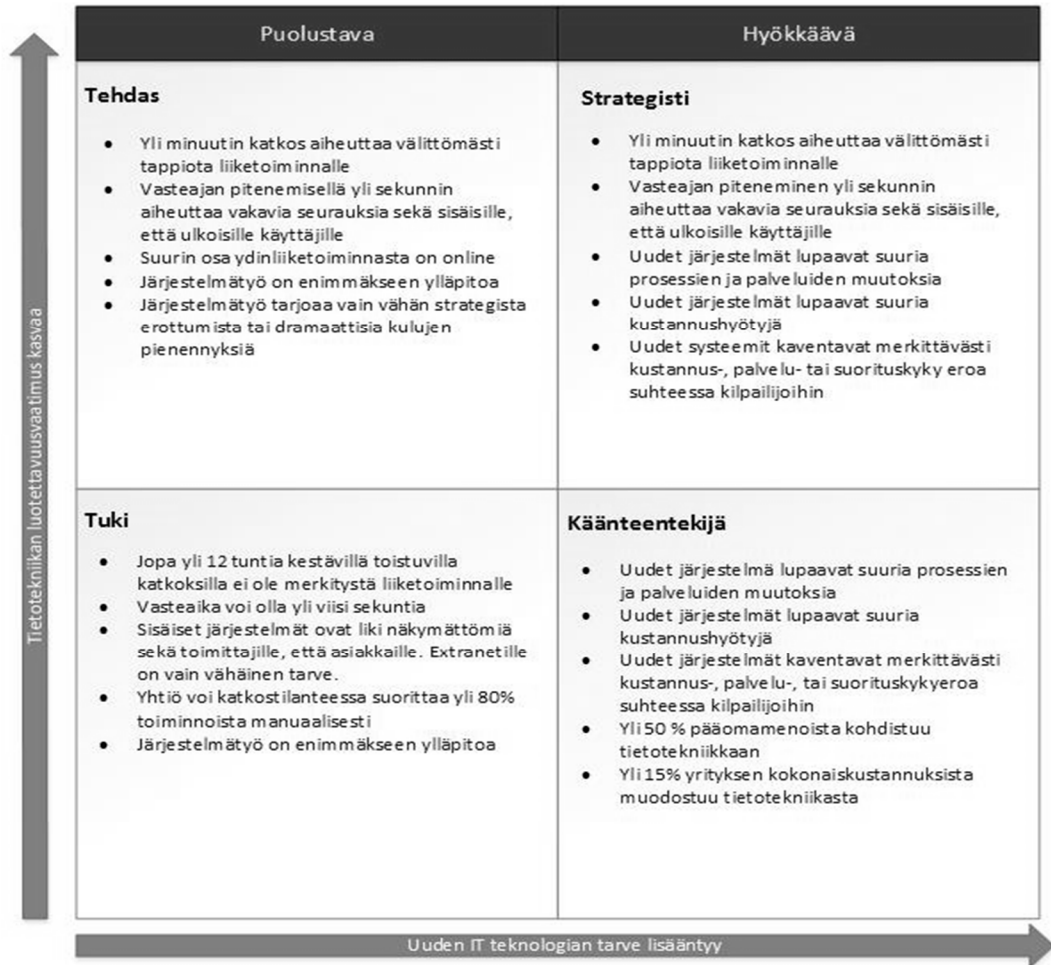 Puolustava
Hyökkäävä
Tehdas
• Yli minuutin katkos aiheuttaa välittömästi
tappiota liiketoiminnalle
• Vasteajan pitenemisellä yli sekunnin
aiheuttaa vakavia seurauksia sekä sisäisille,
että ulkoisille käyttäjille
• Suurin osa ydinliiketoiminnasta on online
• Järjestelmätyö on enimmäkseen ylläpitoa
• Järjestelmätyö tarjoaa vain vähän strategista
erottumista tai dramaattisia kulujen
pienennyksiä
Strategisti
• Yli minuutin katkos aiheuttaa välittömästi
tappiota liiketoiminnalle
• Vasteajan piteneminen yli sekunnin
aiheuttaa vakavia seurauksia sekä sisäisille,
että ulkoisille käyttäjille
• Uudet järjestelmät lupaavat suuria
prosessien ja palveluiden muutoksia
• Uudet järjestelmät lupaavat suuria
kustannushyötyjä
• Uudet systeemit kaventavat merkittävästi
kustannus-, palvelu- tai suorituskyky eroa
suhteessa kilpailijoihin
Tuki
• Jopa yli 12 tuntia kestävillä toistuvilla
katkoksilla ei ole merkitystä liiketoiminnalle
• Vasteaika voi olla yli viisi sekuntia
• Sisäiset järjestelmät ovat liki näkymättömiä
sekä toimittajille, että asiakkaille. Extranetille
on vain vähäinen tarve.
• Yhtiö voi katkostilanteessa suorittaa yli 80%
toiminnoista manuaalisesti
• Järjestelmätyö on enimmäkseen ylläpitoa
Käänteentekijä
• Uudet järjestelmä lupaavat suuria prosessien
ja palveluiden muutoksia
• Uudet järjestelmät lupaavat suuria
kustannushyötyjä
• Uudet järjestelmät kaventavat merkittävästi
kustannus-, palvelu-, tai suorituskykyeroa
suhteessa kilpailijoihin
• Yli 50 % pääomamenoista kohdistuu
tietotekniikkaan
• Yli 15% yrityksen kokonaiskustannuksista
muodostuu tietotekniikasta
Tietotekniikan luotettavuusvaatimus kasvaa
Uuden IT teknologian tarve lisääntyy